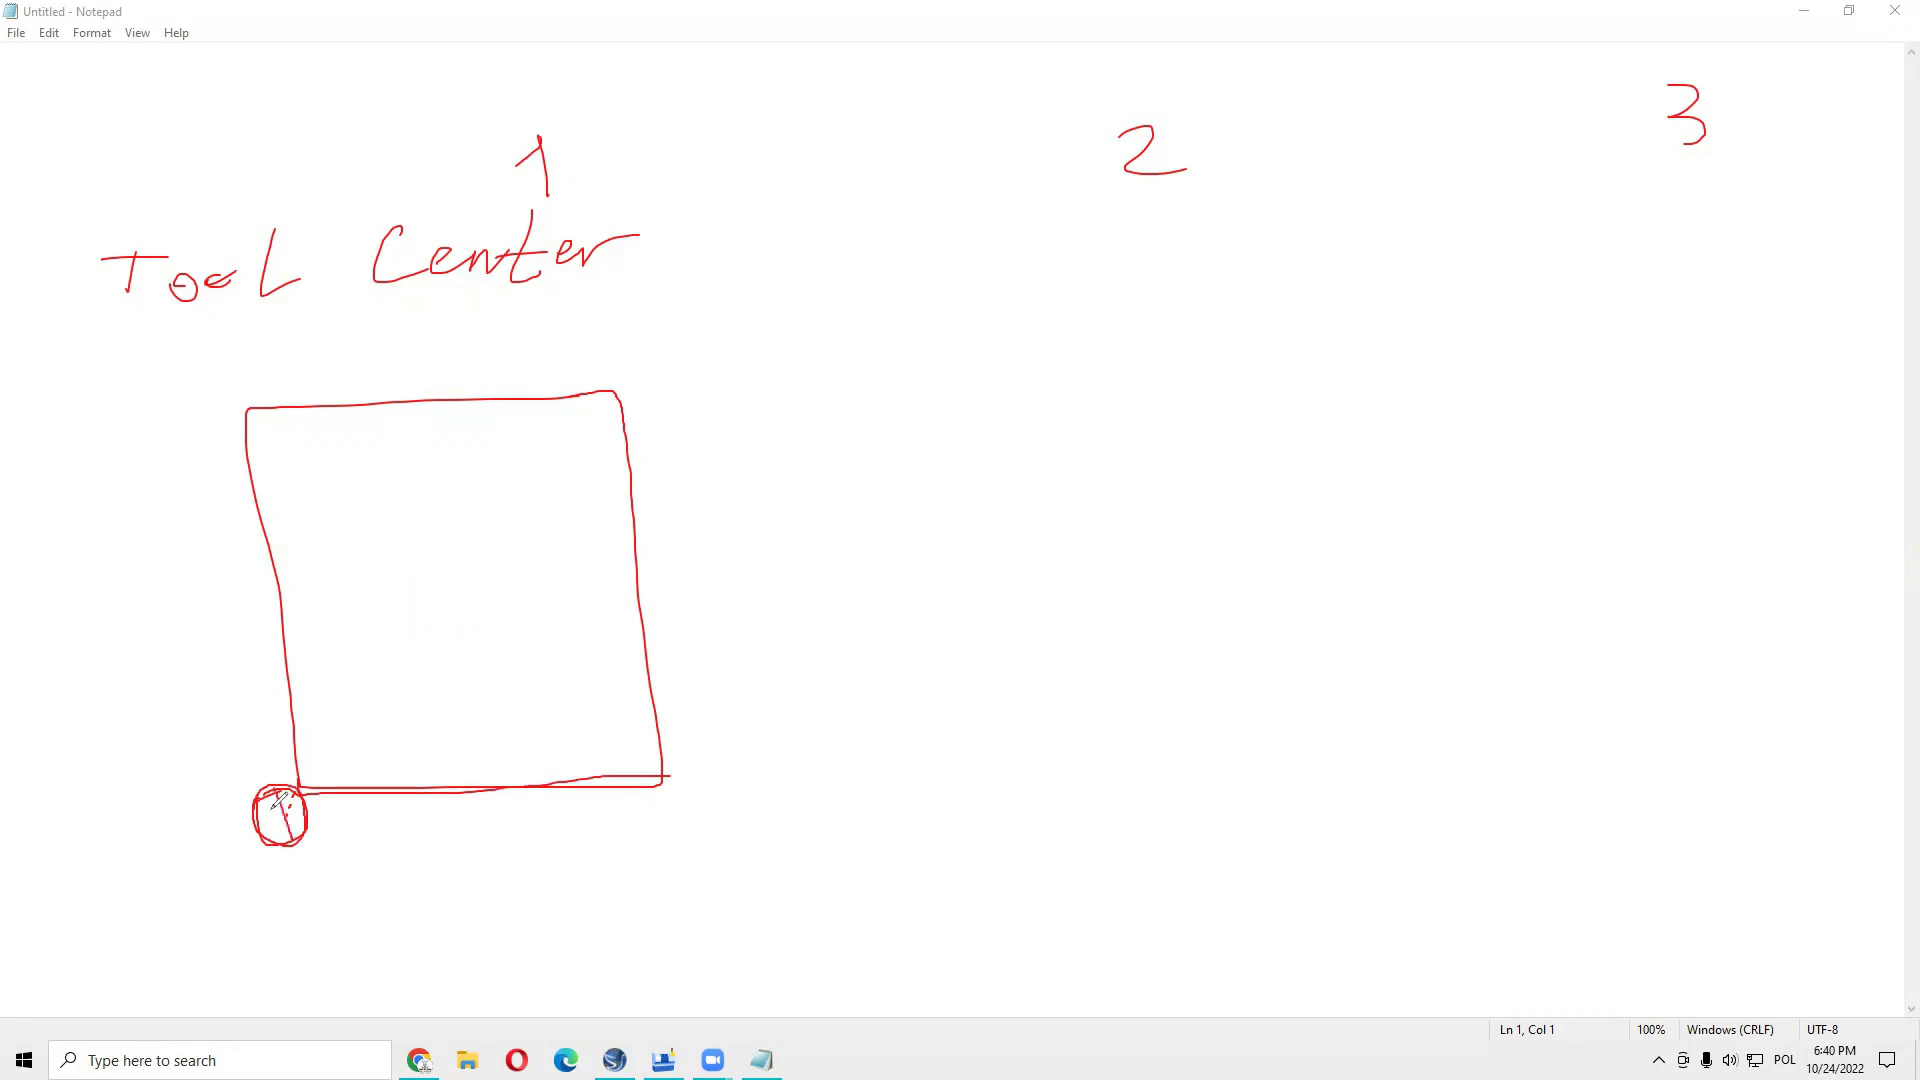 Untitled - Notepad
File Edit Format View Help
1 2 3
Tool Center
Ln 1, Col 1 100% Windows (CRLF) UTF-8
Type here to search
POL
6:40 PM
10/24/2022